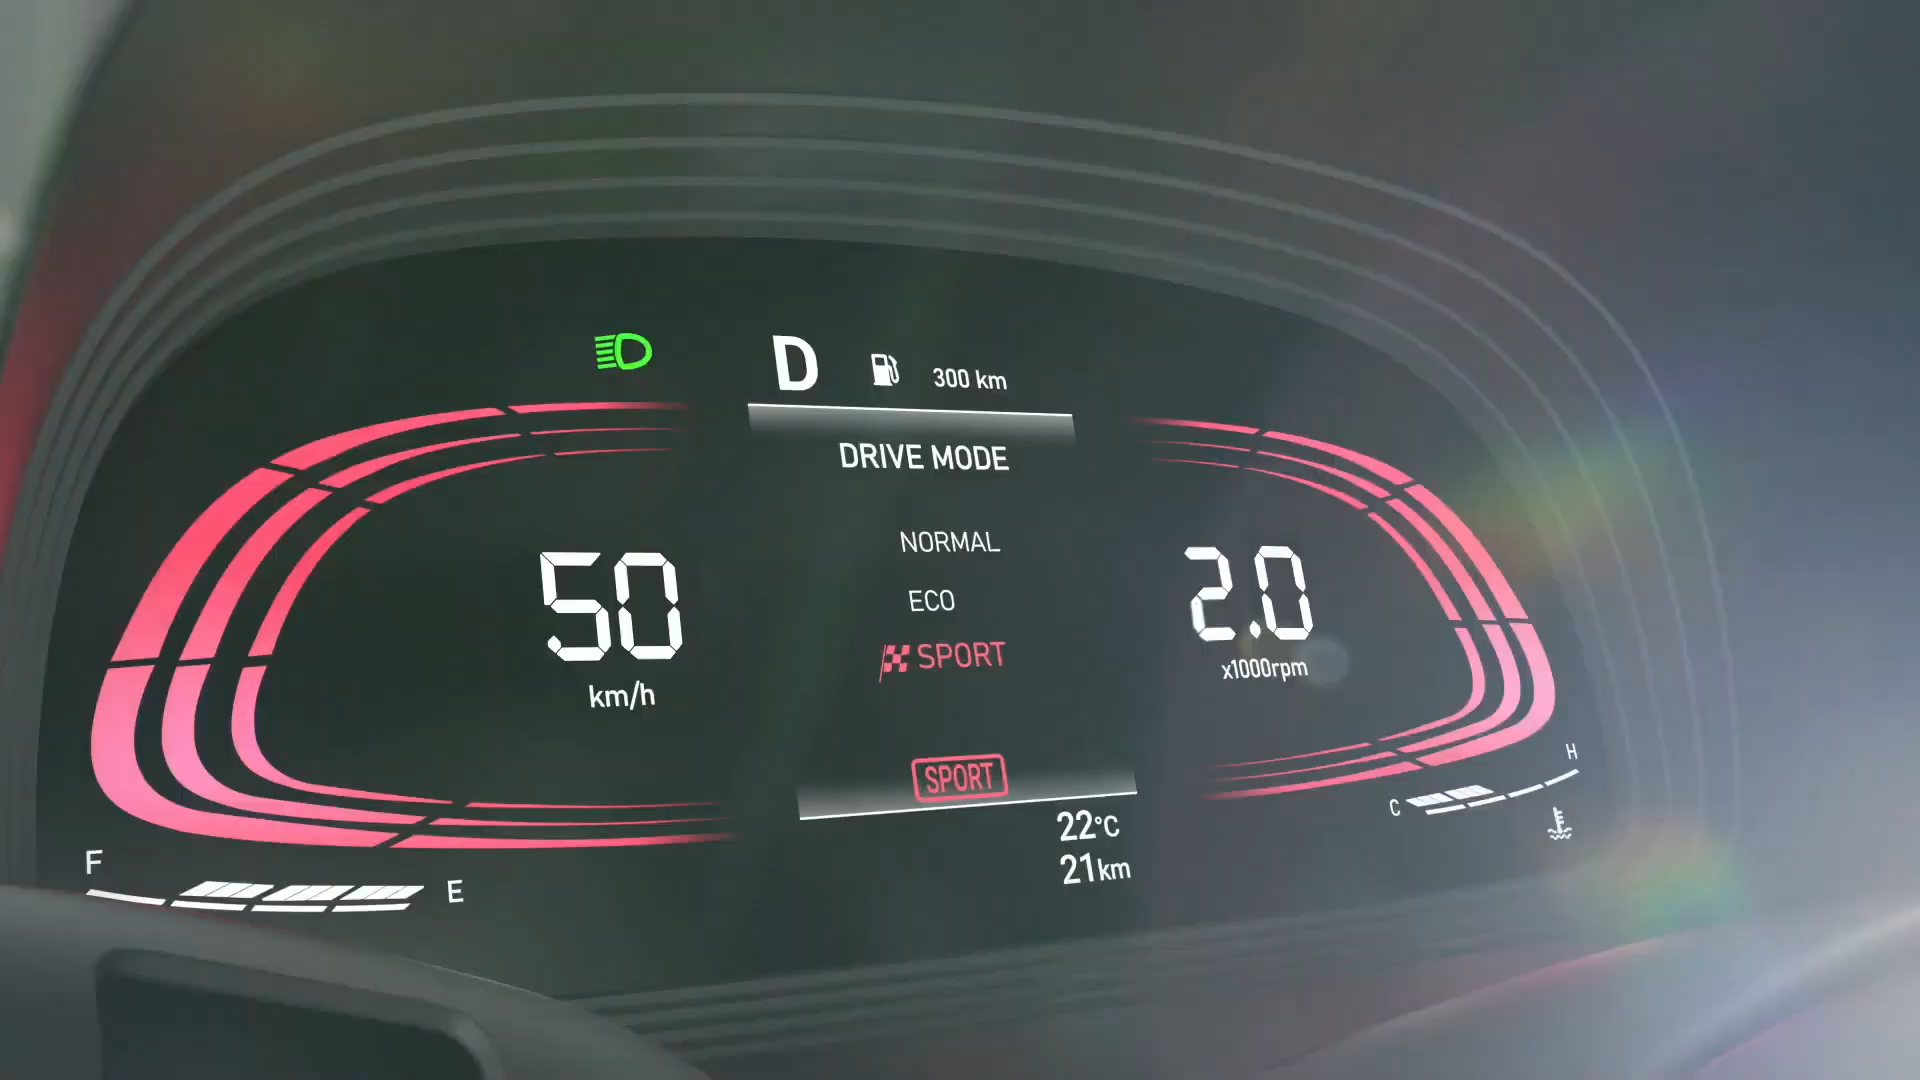 D
300 km
DRIVE MODE
NORMAL
ECO
SPORT
50
km/h
2.0
x1000rpm
SPORT
22°C
21km
F
E
C
H